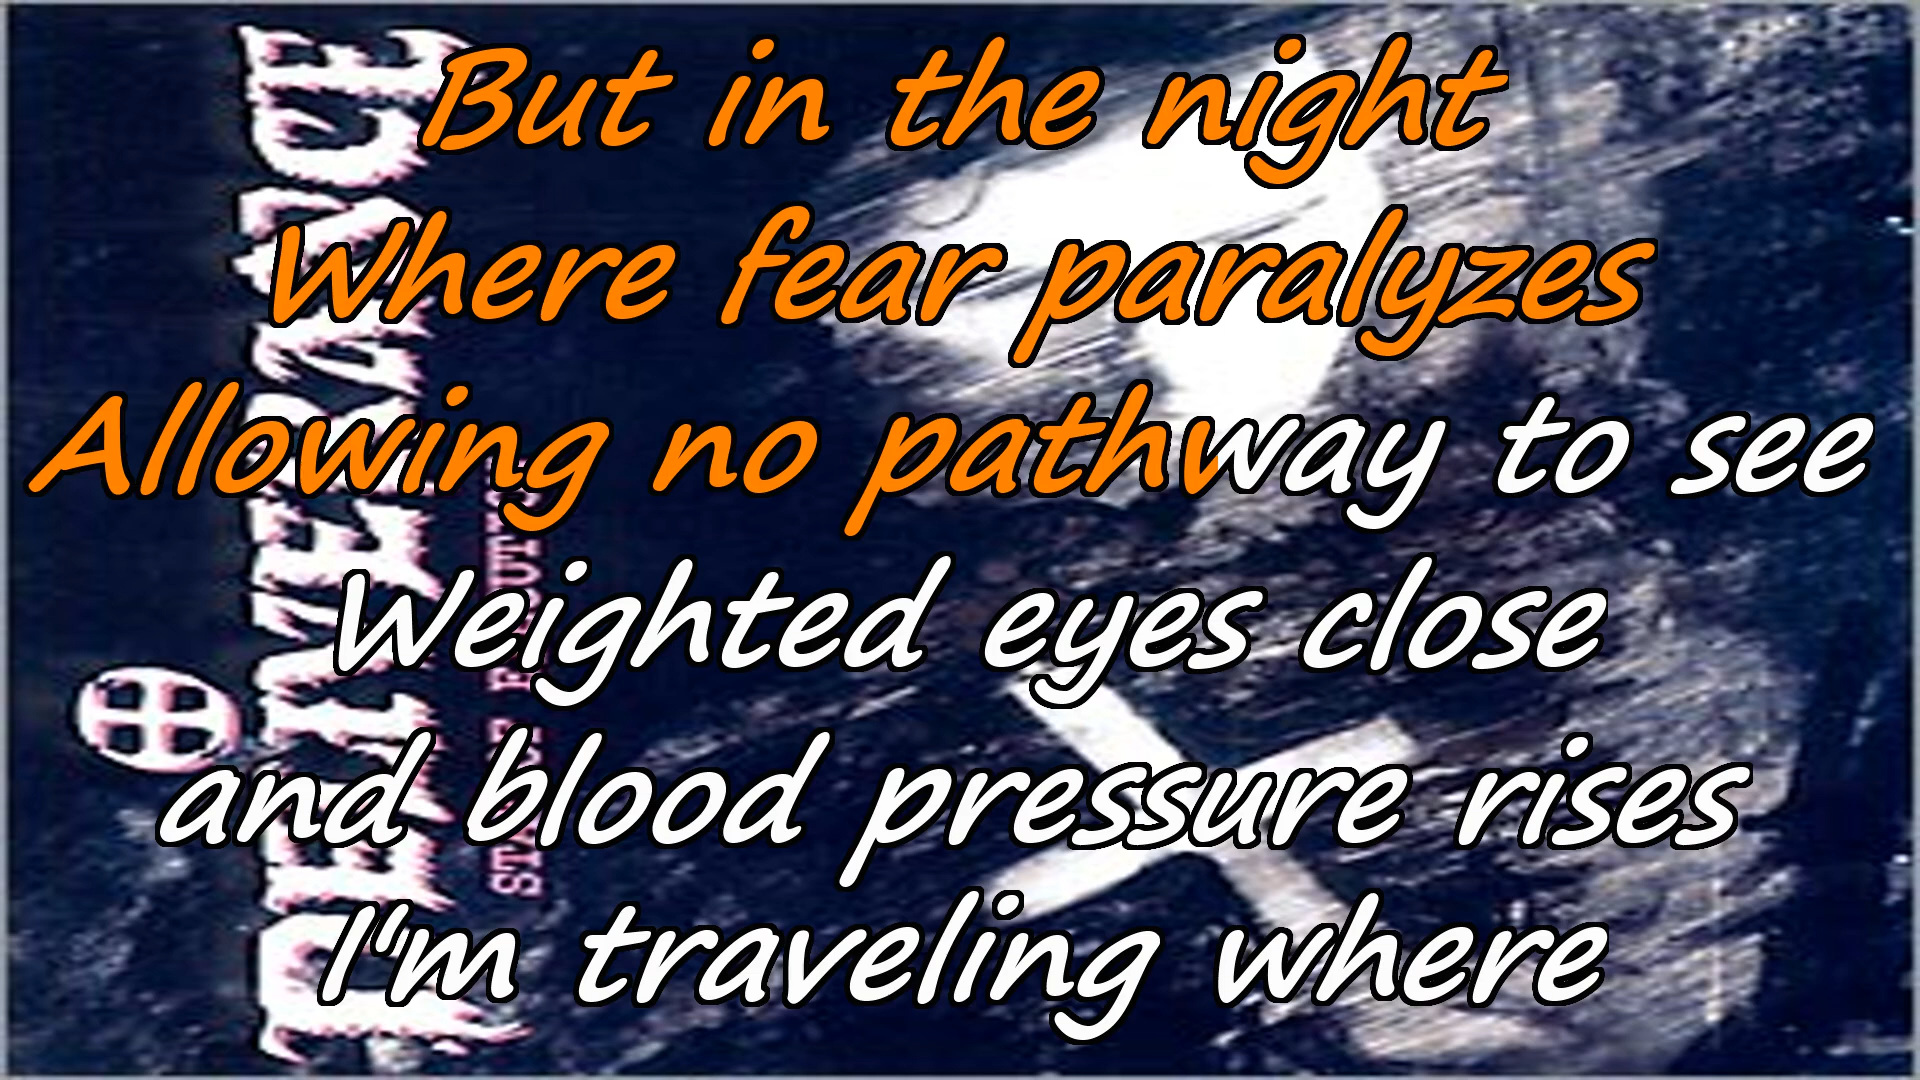 But in the night
Where fear paralyzes
Allowing no pathway to see
Weighted eyes close
and blood pressure rises
I'm traveling where